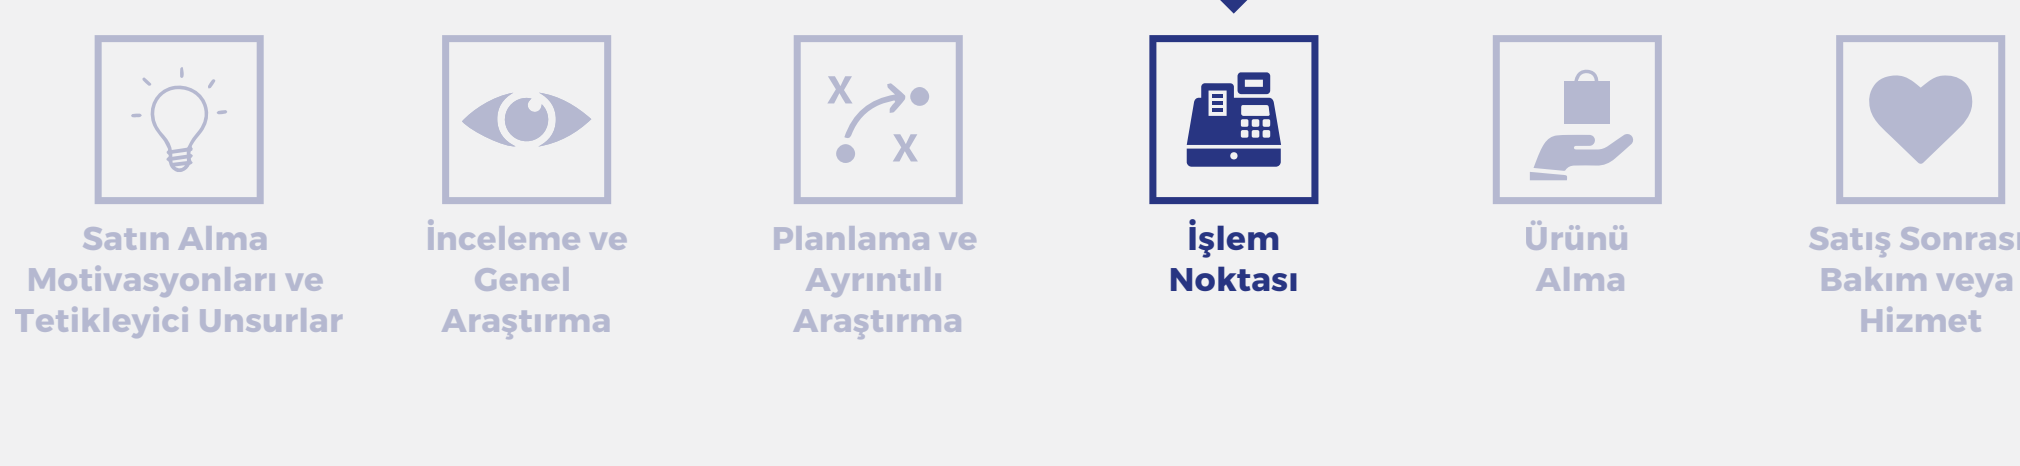 Satın Alma
Motivasyonları ve
Tetikleyici Unsurlar
İnceleme ve
Genel
Araştırma
Planlama ve
Ayrıntılı
Araştırma
İşlem
Noktası
Ürünü
Alma
Satış Sonrası
Bakım veya
Hizmet